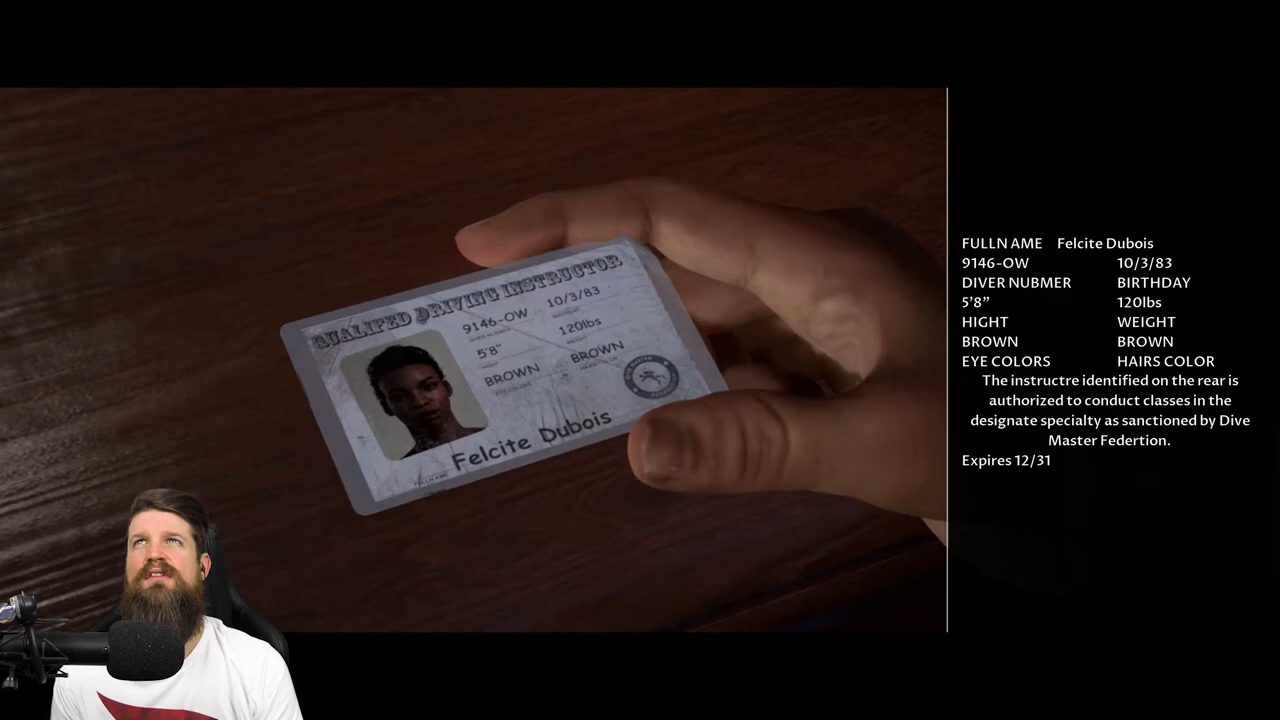 QUALIFED DRIVING INSTRUCTOR
9146-OW 10/3/83
5'8" 120lbs
BROWN BROWN
Felcite Dubois
FULLN AME Felcite Dubois
9146-OW 10/3/83
DIVER NUBMER BIRTHDAY
5’8” 120lbs
HIGHT WEIGHT
BROWN BROWN
EYE COLORS HAIRS COLOR
The instructre identified on the rear is
authorized to conduct classes in the
designate specialty as sanctioned by Dive
Master Federtion.
Expires 12/31